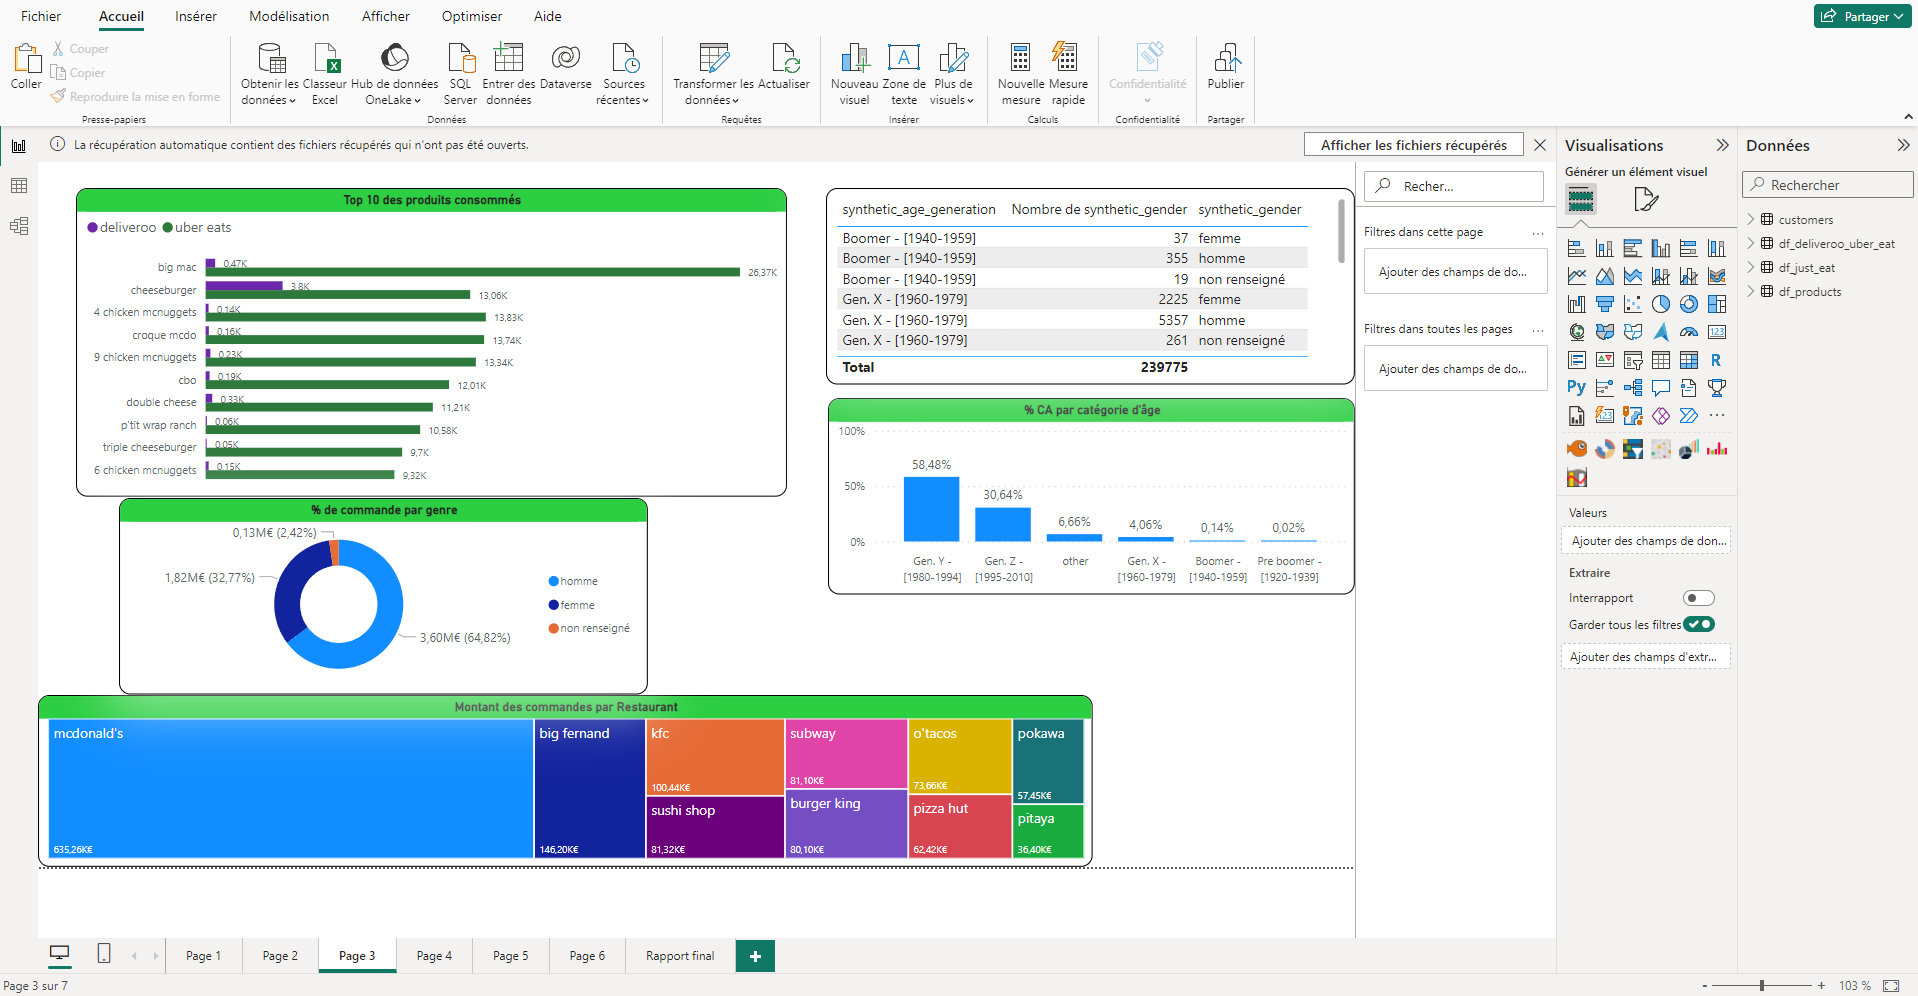 Fichier
Accueil
Insérer
Modélisation
Afficher
Optimiser
Aide
Partager
Coller
Couper
Copier
Reproduire la mise en forme
Presse-papiers
Obtenir les données
Classeur Excel
Hub de données OneLake
SQL Server
Entrer des données
Dataverse
Sources récentes
Données
Transformer les données
Actualiser
Requêtes
Nouveau visuel
Zone de texte
Plus de visuels
Insérer
Nouvelle mesure
Mesure rapide
Calculs
Confidentialité
Confidentialité
Publier
Partager
La récupération automatique contient des fichiers récupérés qui n'ont pas été ouverts.
Afficher les fichiers récupérés
Top 10 des produits consommés
deliveroo
uber eats
big mac
0,47K
26,37K
cheeseburger
3,8K
13,06K
4 chicken mcnuggets
0,14K
13,83K
croque mcdo
0,16K
13,74K
9 chicken mcnuggets
0,23K
13,34K
cbo
0,19K
12,01K
double cheese
0,33K
11,21K
p'tit wrap ranch
0,06K
10,58K
triple cheeseburger
0,05K
9,7K
6 chicken mcnuggets
0,15K
9,32K
synthetic_age_generation Nombre de synthetic_gender synthetic_gender
Boomer - [1940-1959] 37 femme
Boomer - [1940-1959] 355 homme
Boomer - [1940-1959] 19 non renseigné
Gen. X - [1960-1979] 2225 femme
Gen. X - [1960-1979] 5357 homme
Gen. X - [1960-1979] 261 non renseigné
Total 239775
% CA par catégorie d'âge
100%
50%
0%
58,48%
30,64%
6,66%
4,06%
0,14%
0,02%
Gen. Y - [1980-1994]
Gen. Z - [1995-2010]
other
Gen. X - [1960-1979]
Boomer - [1940-1959]
Pre boomer - [1920-1939]
% de commande par genre
0,13M€ (2,42%)
1,82M€ (32,77%)
3,60M€ (64,82%)
homme
femme
non renseigné
Montant des commandes par Restaurant
mcdonald's
635,26K€
big fernand
146,20K€
kfc
100,44K€
sushi shop
81,32K€
subway
81,10K€
burger king
80,10K€
o'tacos
73,66K€
pizza hut
62,42K€
pokawa
57,45K€
pitaya
36,40K€
Recher...
Filtres dans cette page
...
Ajouter des champs de do...
Filtres dans toutes les pages
...
Ajouter des champs de do...
Visualisations
Générer un élément visuel
123
R
Py
123
...
Valeurs
Ajouter des champs de don...
Extraire
Interrapport
Garder tous les filtres
Ajouter des champs d'extr...
Données
Rechercher
customers
df_deliveroo_uber_eat
df_just_eat
df_products
Page 1
Page 2
Page 3
Page 4
Page 5
Page 6
Rapport final
+
Page 3 sur 7
-
+
103 %